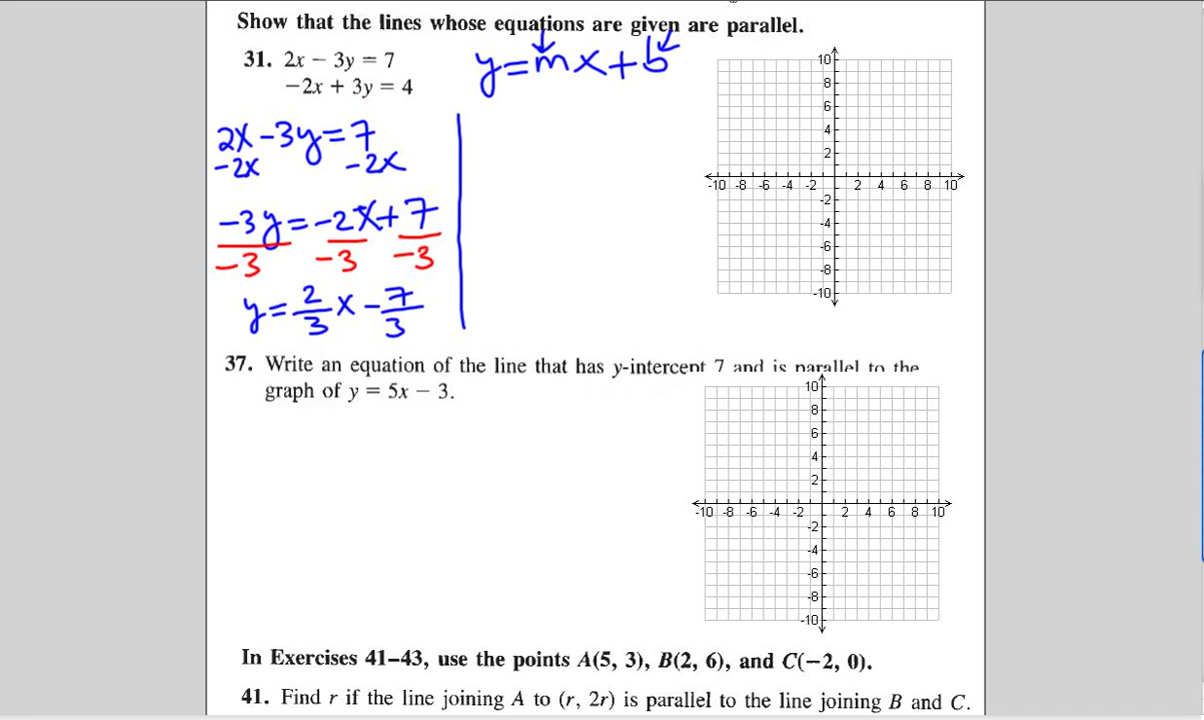 Show that the lines whose equations are given are parallel.
31. 2x − 3y = 7
−2x + 3y = 4
y=mx+b
2x-3y=7
-2x -2x
-3y=-2x+7
-3 -3 -3
y=2/3x-7/3
10
8
6
4
2
-10 -8 -6 -4 -2 2 4 6 8 10
-2
-4
-6
-8
-10
37. Write an equation of the line that has y-intercept 7 and is parallel to the
graph of y = 5x − 3.
10
8
6
4
2
-10 -8 -6 -4 -2 2 4 6 8 10
-2
-4
-6
-8
-10
In Exercises 41–43, use the points A(5, 3), B(2, 6), and C(−2, 0).
41. Find r if the line joining A to (r, 2r) is parallel to the line joining B and C.